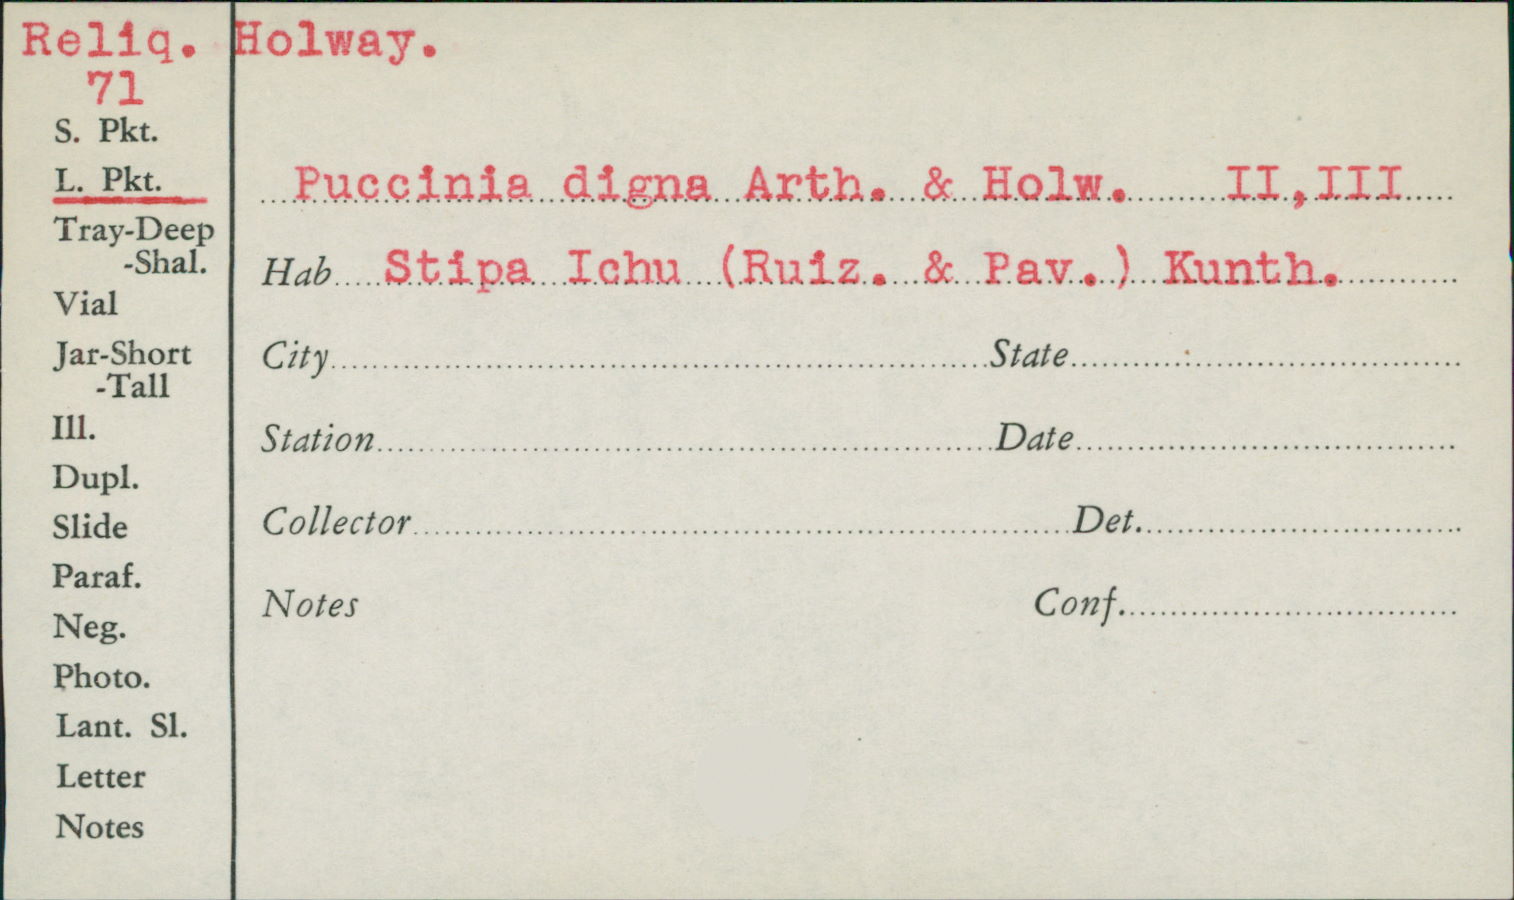 Reliq. Holway.
71
S. Pkt.
L. Pkt.
Tray-Deep
-Shal.
Vial
Jar-Short
-Tall
Ill.
Dupl.
Slide
Paraf.
Neg.
Photo.
Lant. Sl.
Letter
Notes
Puccinia digna Arth. & Holw. II,III
Hab Stipa Ichu (Ruiz. & Pav.) Kunth.
City State
Station Date
Collector Det.
Notes Conf.